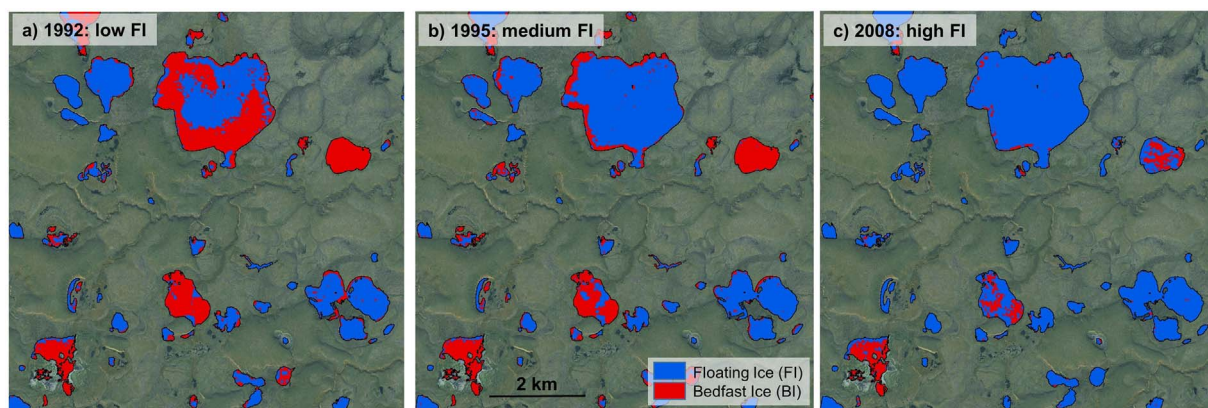 a) 1992: low FI
b) 1995: medium FI
c) 2008: high FI
2 km
Floating Ice (FI)
Bedfast Ice (BI)